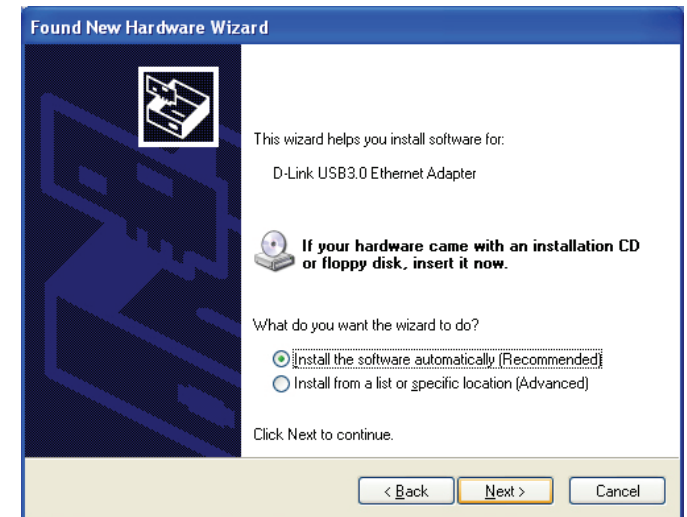 Found New Hardware Wizard
This wizard helps you install software for:
D-Link USB3.0 Ethernet Adapter
If your hardware came with an installation CD
or floppy disk, insert it now.
What do you want the wizard to do?
Install the software automatically (Recommended)
Install from a list or specific location (Advanced)
Click Next to continue.
< Back Next > Cancel